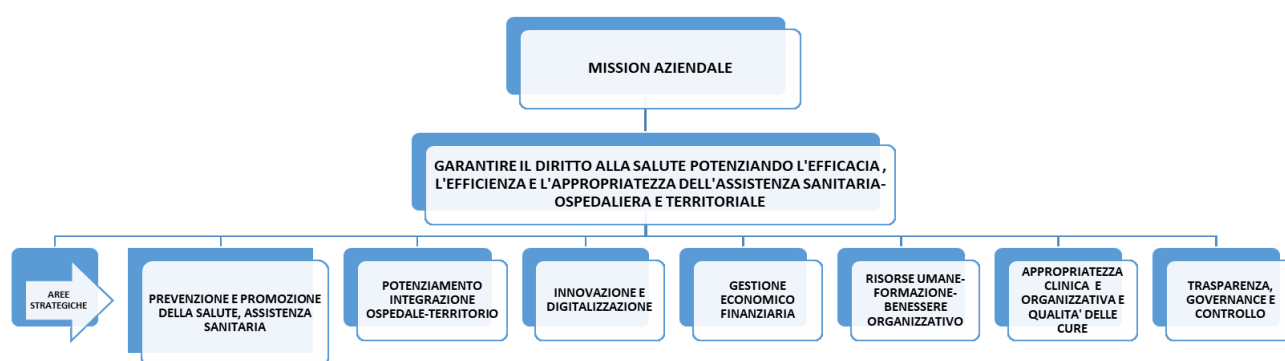 MISSION AZIENDALE
GARANTIRE IL DIRITTO ALLA SALUTE POTENZIANDO L'EFFICACIA ,
L'EFFICIENZA E L'APPROPRIATEZZA DELL'ASSISTENZA SANITARIA-
OSPEDALIERA E TERRITORIALE
AREE
STRATEGICHE
PREVENZIONE E PROMOZIONE
DELLA SALUTE, ASSISTENZA
SANITARIA
POTENZIAMENTO
INTEGRAZIONE
OSPEDALE-TERRITORIO
INNOVAZIONE E
DIGITALIZZAZIONE
GESTIONE
ECONOMICO
FINANZIARIA
RISORSE UMANE-
FORMAZIONE-
BENESSERE
ORGANIZZATIVO
APPROPRIATEZZA
CLINICA E
ORGANIZZATIVA E
QUALITA' DELLE
CURE
TRASPARENZA,
GOVERNANCE E
CONTROLLO